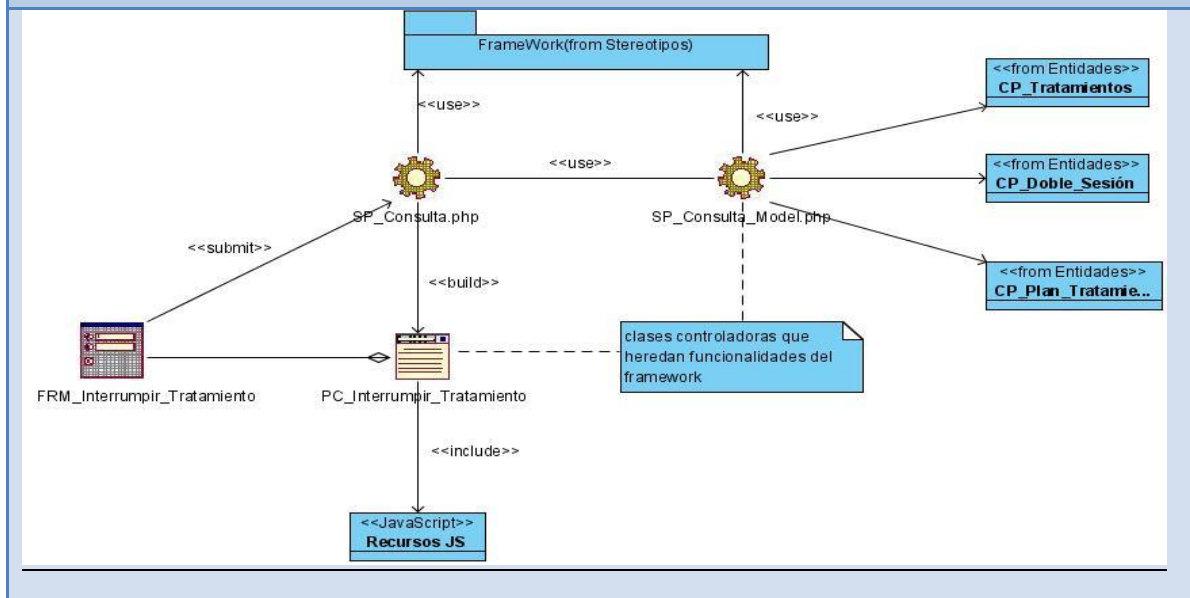 FrameWork(from Stereotipos)
<<use>>
<<use>>
<<from Entidades>>
CP_Tratamientos
<<use>>
<<from Entidades>>
CP_Doble_Sesión
SP_Consulta.php
SP_Consulta_Model.php
<<submit>>
<<build>>
<<from Entidades>>
CP_Plan_Tratamie...
clases controladoras que
heredan funcionalidades del
framework
FRM_Interrumpir_Tratamiento
PC_Interrumpir_Tratamiento
<<include>>
<<JavaScript>>
Recursos JS